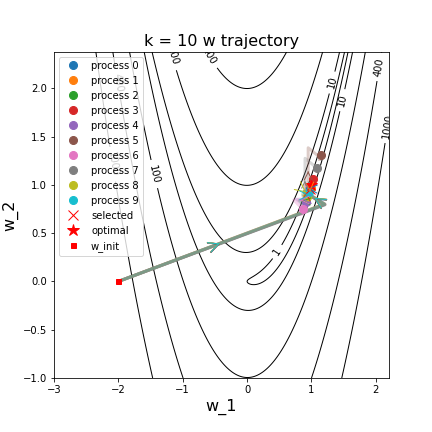 k = 10 w trajectory
process 0
process 1
process 2
process 3
process 4
process 5
process 6
process 7
process 8
process 9
selected
optimal
w_init
10
10
400
1000
100
1
2.0
1.5
1.0
0.5
0.0
−0.5
−1.0
−3
−2
−1
0
1
2
w_1
w_2